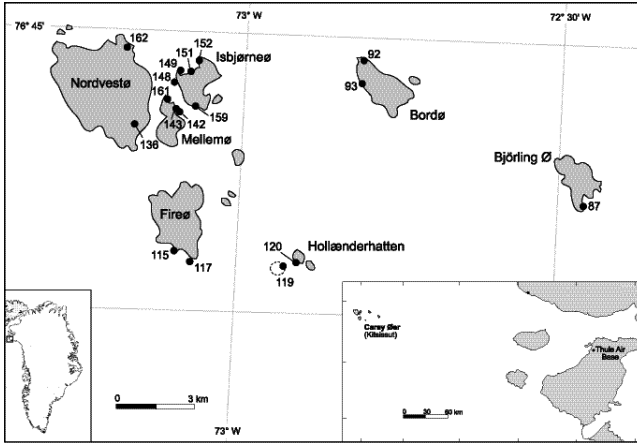 73° W
72° 30' W
76° 45'
162
152
151
Isbjørneø
149
148
92
Nordvestø
161
93
159
Bordø
143
142
136
Mellemø
Björling Ø
87
Fireø
120
Hollænderhatten
115
117
119
Carey Øer
(Kitsissut)
Thule Air
Base
0
3 km
0
30
60 km
73° W